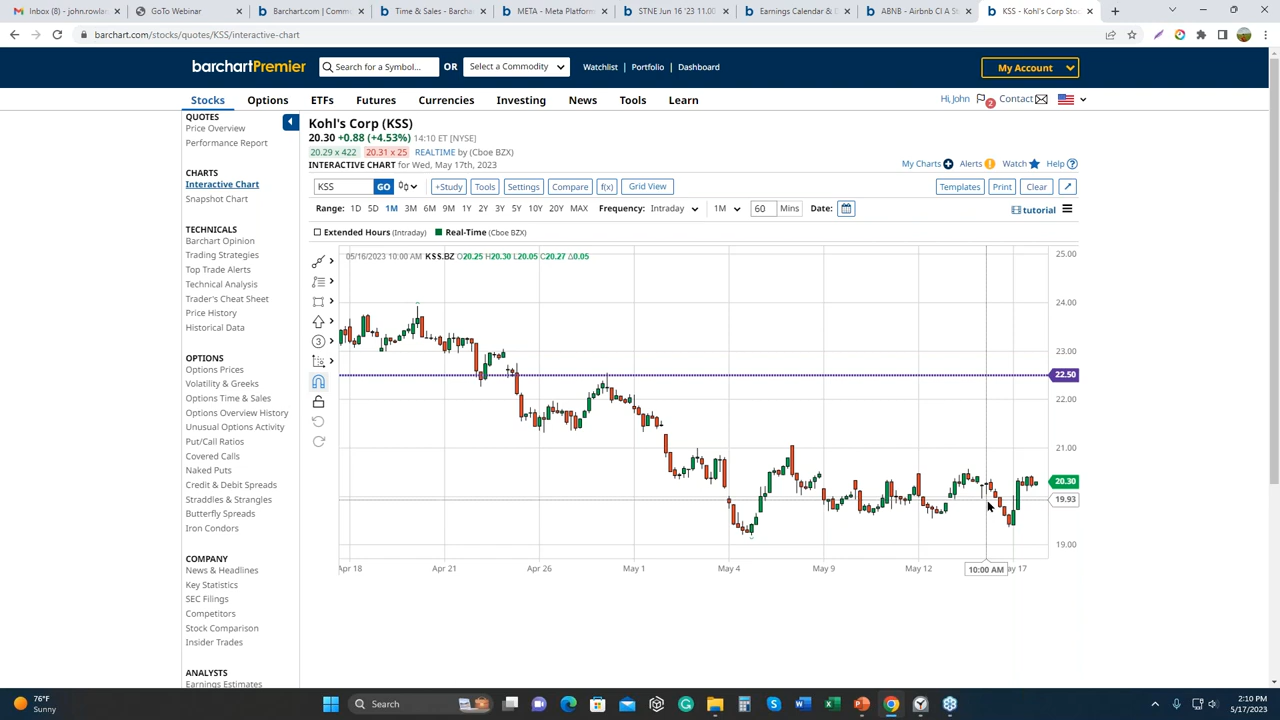 Inbox - john.rowla
GoTo Webinar
Barchart.com | Comm
Time & Sales - Barcha
META - Meta Platform
STNE Jun 16 '23 11.00
Earnings Calendar & E
ABNB - Airbnb Cl A S
KSS - Kohl's Corp Stoc
barchart.com/stocks/quotes/KSS/interactive-chart
barchartPremier
Search for a Symbol...
OR
Select a Commodity
Watchlist | Portfolio | Dashboard
My Account
Stocks Options ETFs Futures Currencies Investing News Tools Learn
Hi, John 2 Contact
QUOTES
Price Overview
Performance Report
CHARTS
Interactive Chart
Snapshot Chart
TECHNICALS
Barchart Opinion
Trading Strategies
Top Trade Alerts
Technical Analysis
Trader's Cheat Sheet
Price History
Historical Data
OPTIONS
Options Prices
Volatility & Greeks
Options Time & Sales
Options Overview History
Unusual Options Activity
Put/Call Ratios
Covered Calls
Naked Puts
Credit & Debit Spreads
Straddles & Strangles
Butterfly Spreads
Iron Condors
COMPANY
News & Headlines
Key Statistics
SEC Filings
Competitors
Stock Comparison
Insider Trades
ANALYSTS
Earnings Estimates
Kohl's Corp (KSS)
20.30 +0.88 (+4.53%) 14:10 ET [NYSE]
20.29 x 422 20.31 x 25 REALTIME by (Cboe BZX)
INTERACTIVE CHART for Wed, May 17th, 2023
My Charts Alerts Watch Help
KSS GO +Study Tools Settings Compare f(x) Grid View Templates Print Clear
Range: 1D 5D 1M 3M 6M 9M 1Y 2Y 3Y 5Y 10Y 20Y MAX Frequency: Intraday 1M 60 Mins Date: tutorial
Extended Hours (Intraday) Real-Time (Cboe BZX)
05/16/2023 10:00 AM KSS.BZ O20.25 H20.30 L20.05 C20.27 Δ0.05
25.00
24.00
23.00
22.50
22.00
21.00
20.30
19.93
19.00
Apr 18 Apr 21 Apr 26 May 1 May 4 May 9 May 12 10:00 AM ay 17
76°F
Sunny
Search
2:10 PM
5/17/2023